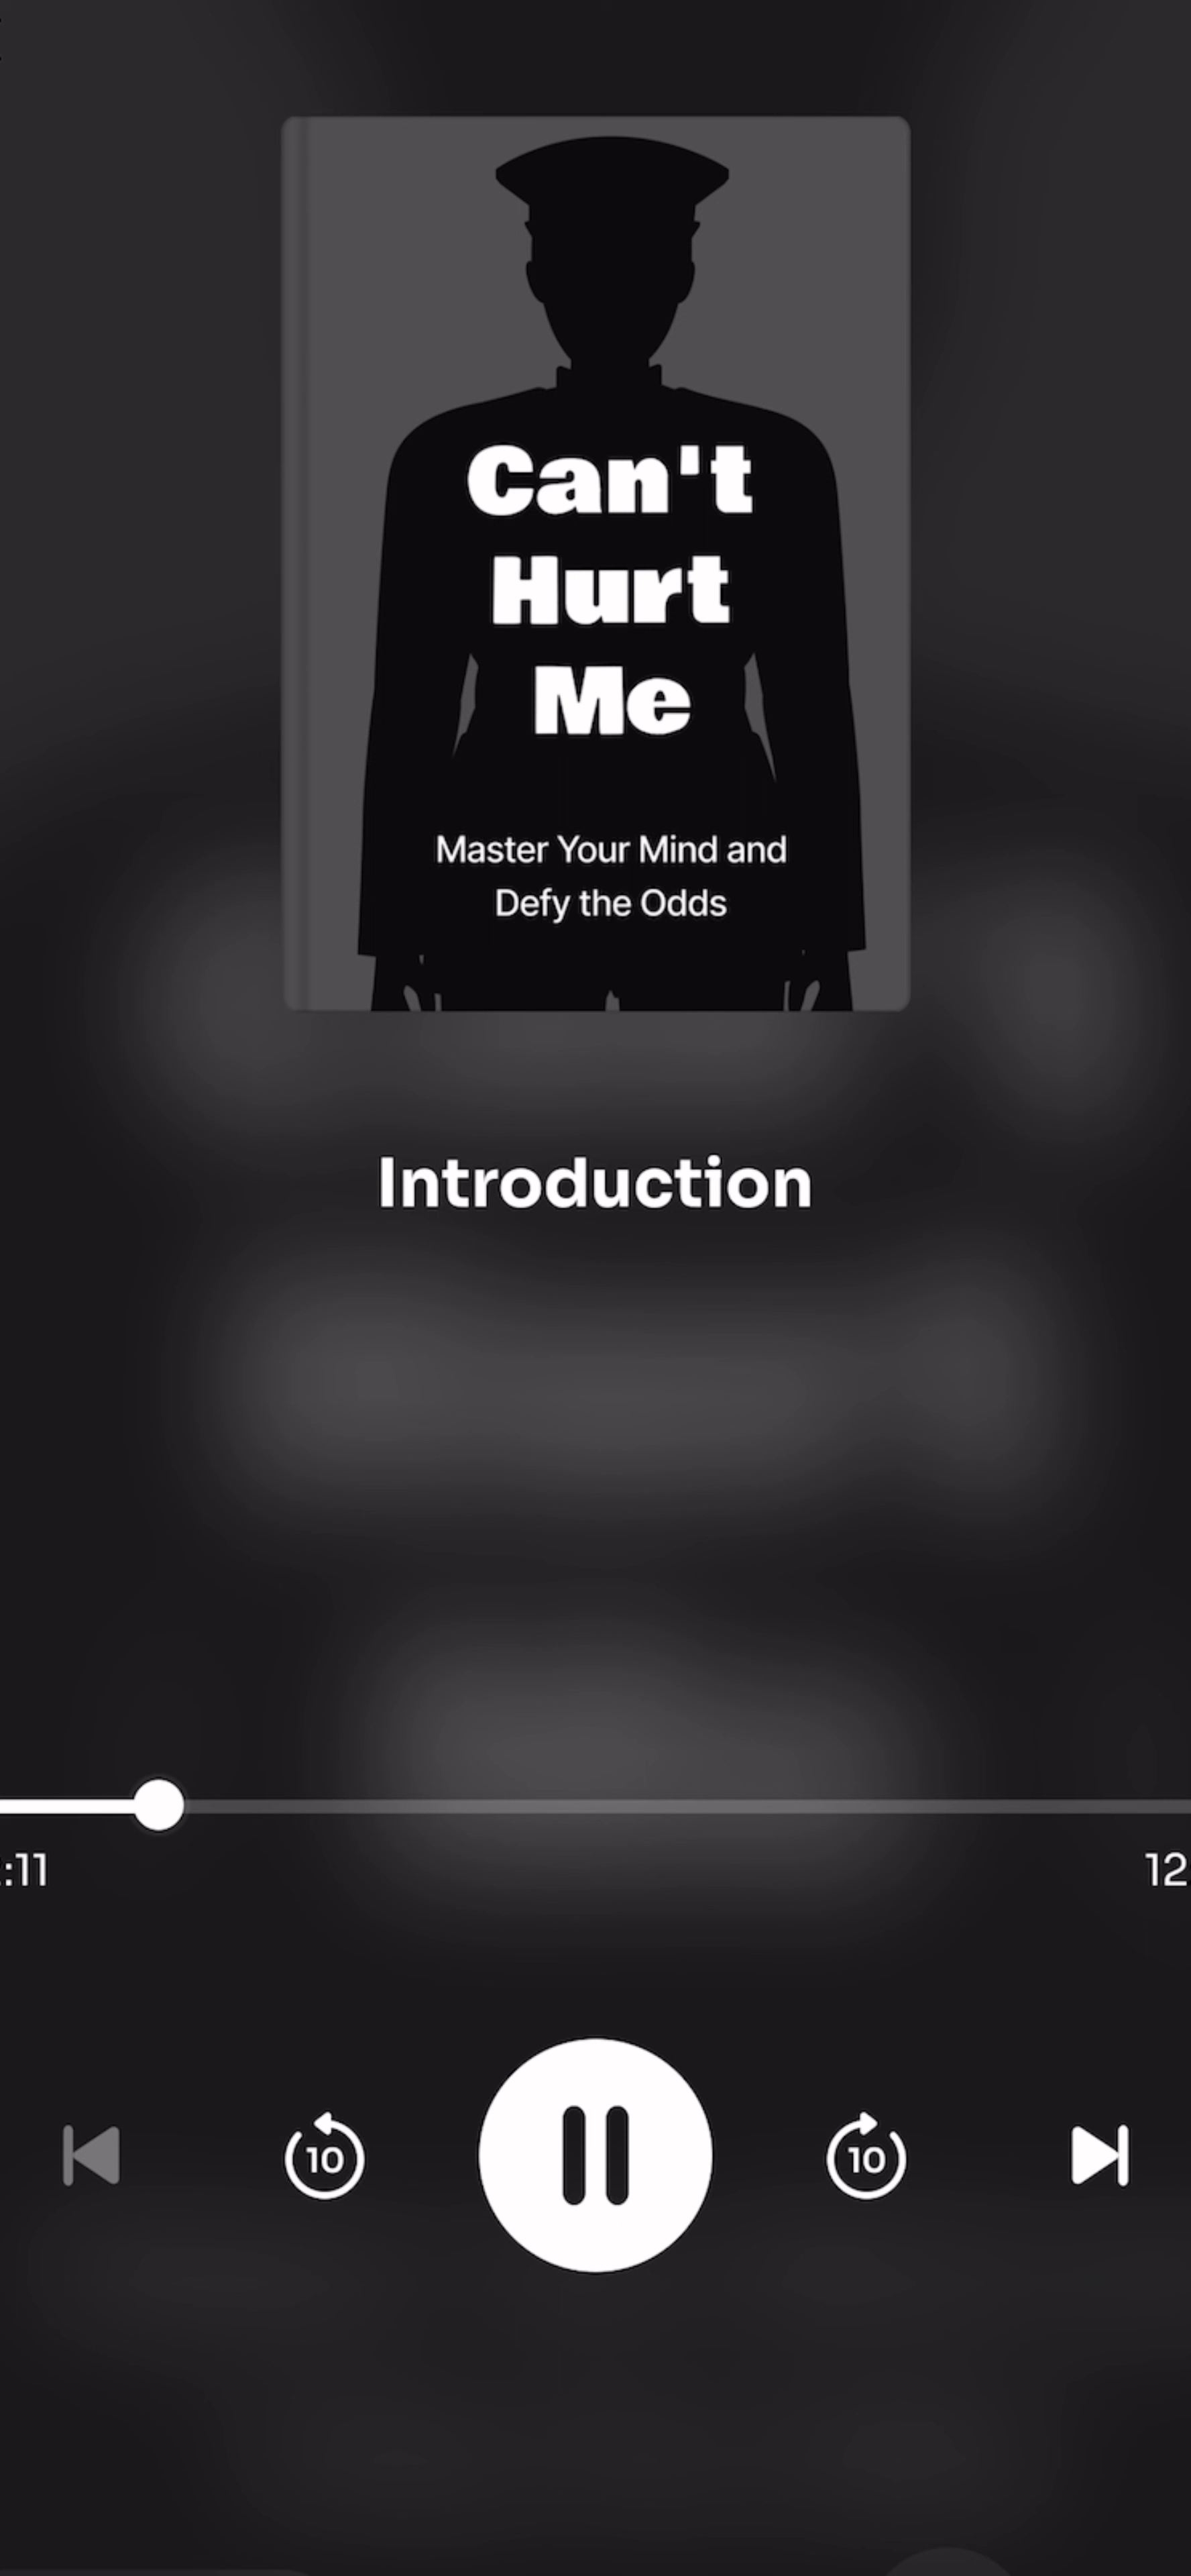 Can't
Hurt
Me
Master Your Mind and
Defy the Odds
Introduction
:11
12
10
10